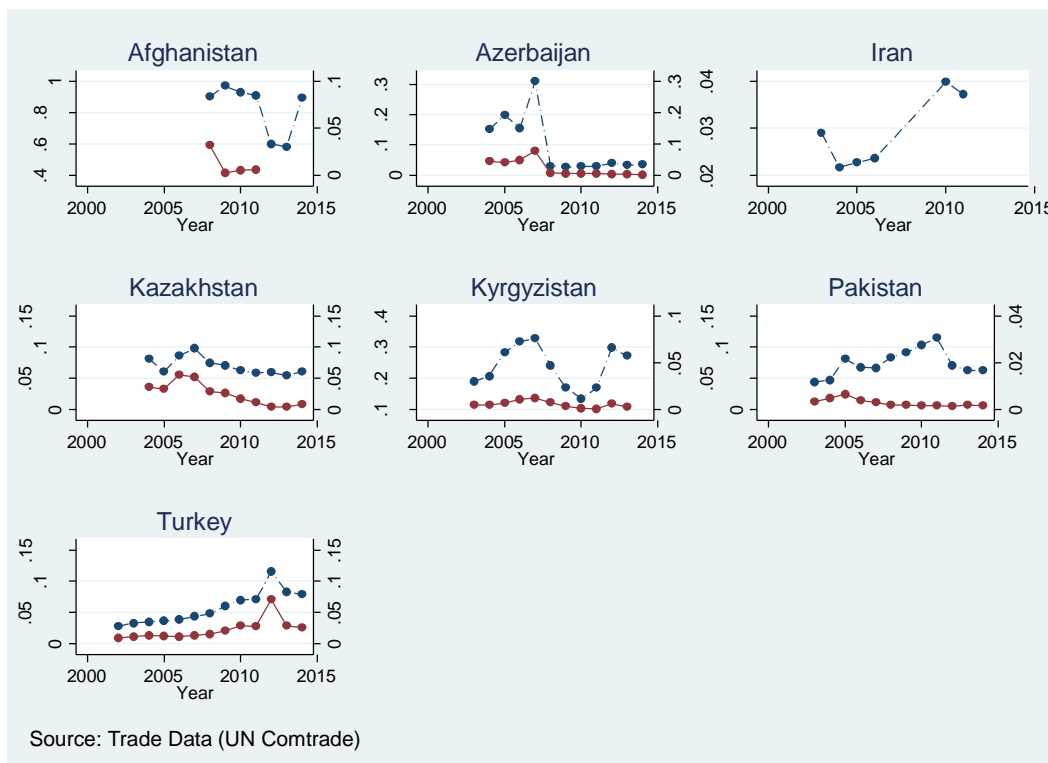 Afghanistan
.4 .6 .8 1
0 .05 .1
2000 2005 2010 2015
Year
Azerbaijan
0 .1 .2 .3
0 .1 .2 .3
2000 2005 2010 2015
Year
Iran
.02 .03 .04
2000 2005 2010 2015
Year
Kazakhstan
0 .05 .1 .15
2000 2005 2010 2015
Year
Kyrgyzistan
.1 .2 .3 .4
0 .05 .1
2000 2005 2010 2015
Year
Pakistan
0 .05 .1 .15
0 .02 .04
2000 2005 2010 2015
Year
Turkey
0 .05 .1 .15
0 .05 .1 .15
2000 2005 2010 2015
Year
Source: Trade Data (UN Comtrade)